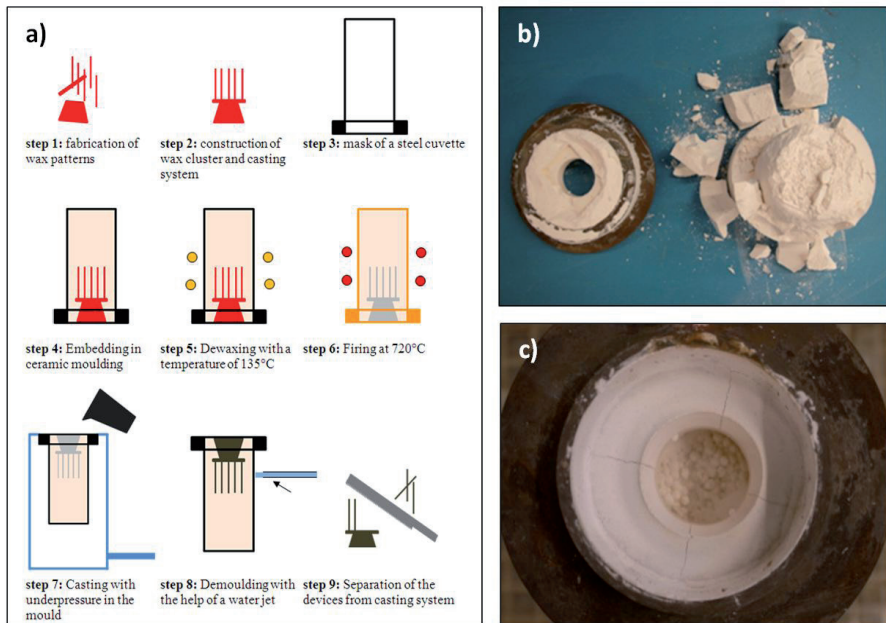 a)
step 1: fabrication of
wax patterns
step 2: construction of
wax cluster and casting
system
step 3: mask of a steel cuvette
step 4: Embedding in
ceramic moulding
step 5: Dewaxing with a
temperature of 135°C
step 6: Firing at 720°C
step 7: Casting with
underpressure in the
mould
step 8: Demoulding with
the help of a water jet
step 9: Separation of the
devices from casting system
b)
c)